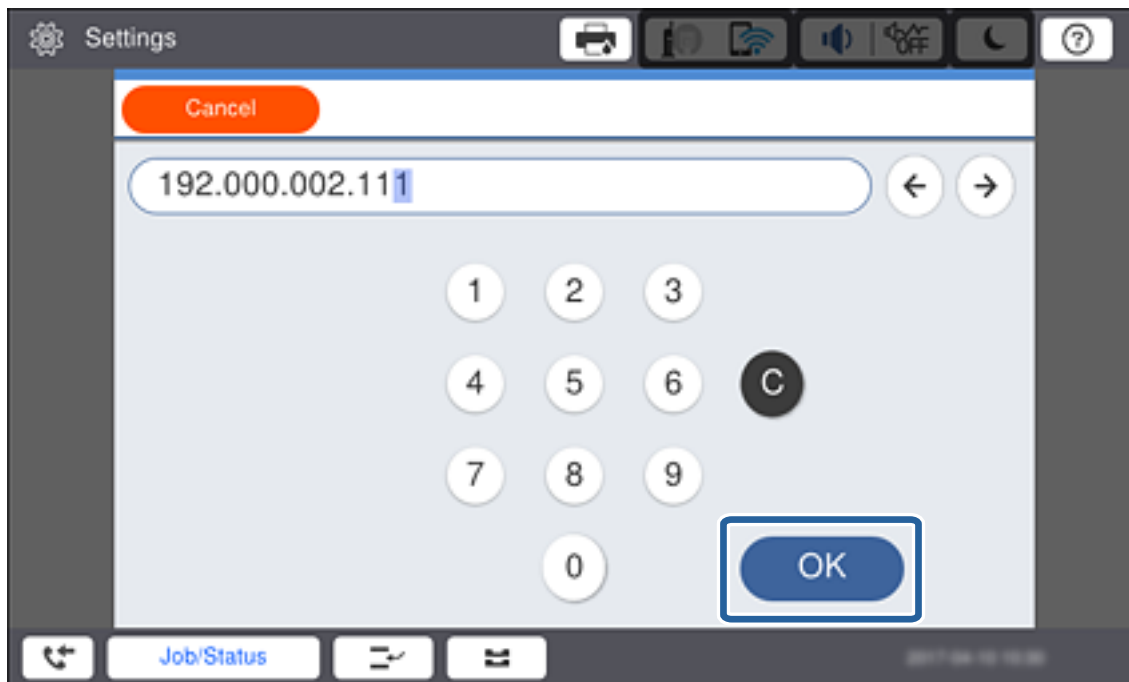 Settings
OFF
?
Cancel
192.000.002.111
1 2 3
4 5 6 C
7 8 9
0 OK
Job/Status